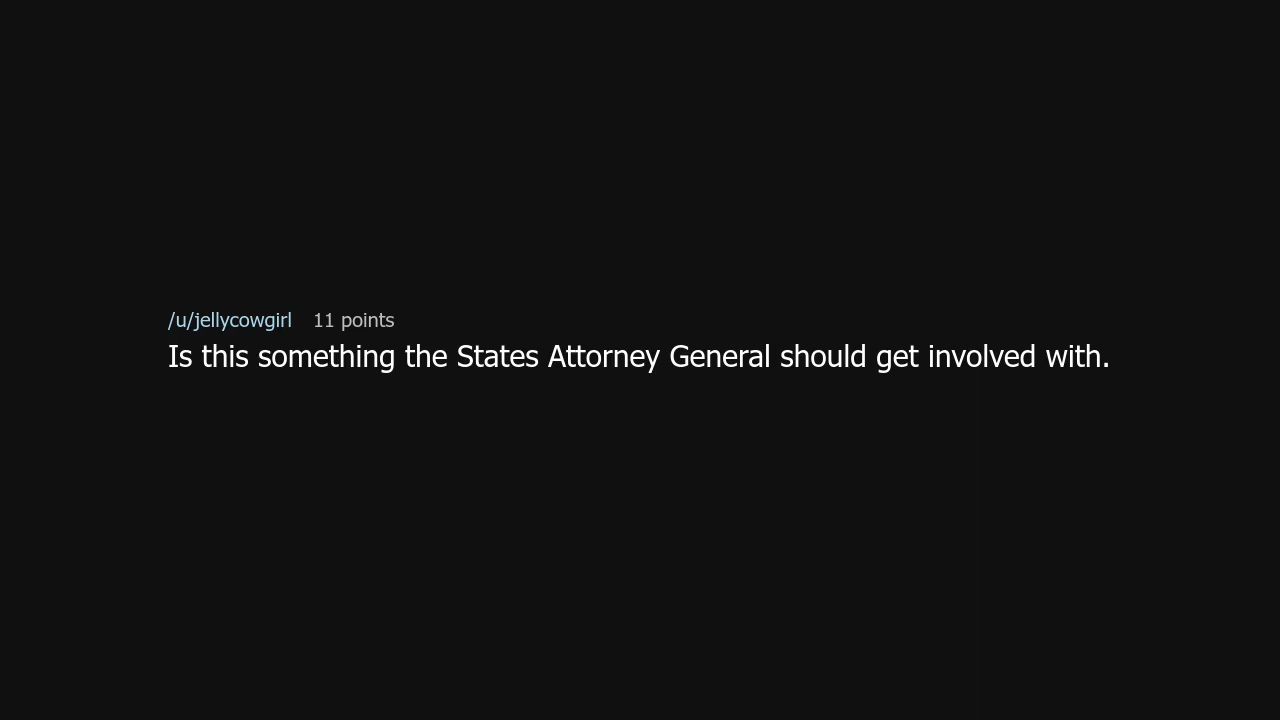 /u/jellycowgirl 11 points
Is this something the States Attorney General should get involved with.